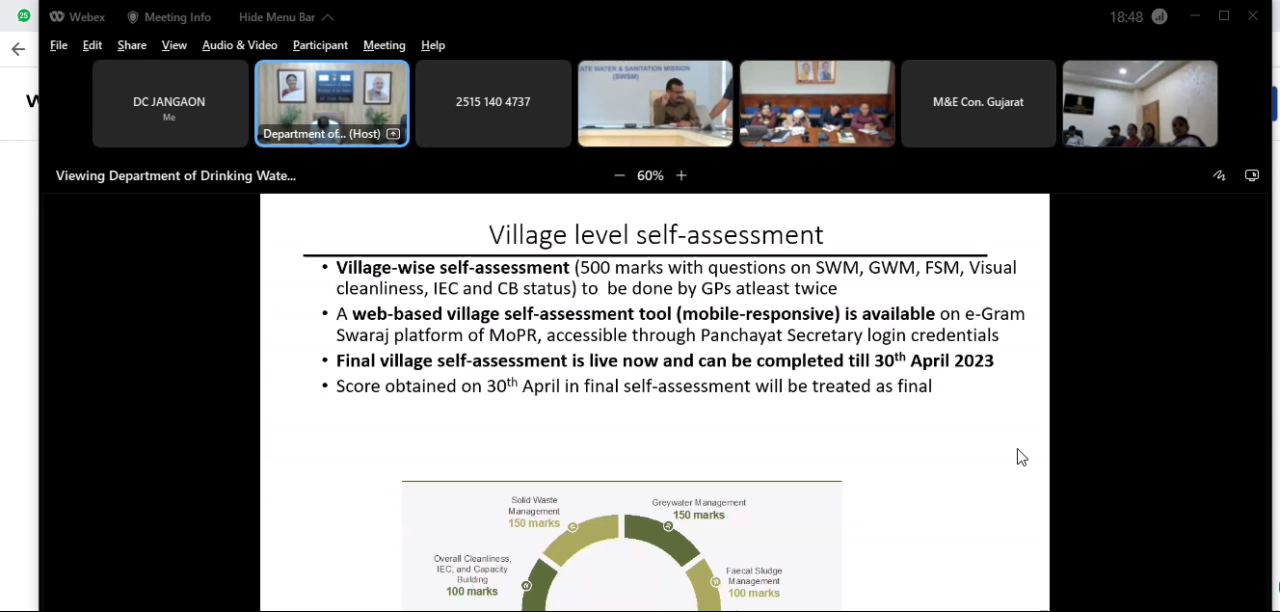 25
Webex
Meeting Info
Hide Menu Bar
18:48
File Edit Share View Audio & Video Participant Meeting Help
DC JANGAON
Me
Department of... (Host)
2515 140 4737
ATE WATER & SANITATION MISSION
(SWSM)
M&E Con. Gujarat
Viewing Department of Drinking Wate...
60%
Village level self-assessment
• Village-wise self-assessment (500 marks with questions on SWM, GWM, FSM, Visual
cleanliness, IEC and CB status) to be done by GPs atleast twice
• A web-based village self-assessment tool (mobile-responsive) is available on e-Gram
Swaraj platform of MoPR, accessible through Panchayat Secretary login credentials
• Final village self-assessment is live now and can be completed till 30th April 2023
• Score obtained on 30th April in final self-assessment will be treated as final
Solid Waste
Management
150 marks
Greywater Management
150 marks
Overall Cleanliness,
IEC, and Capacity
Building
100 marks
Faecal Sludge
Management
100 marks